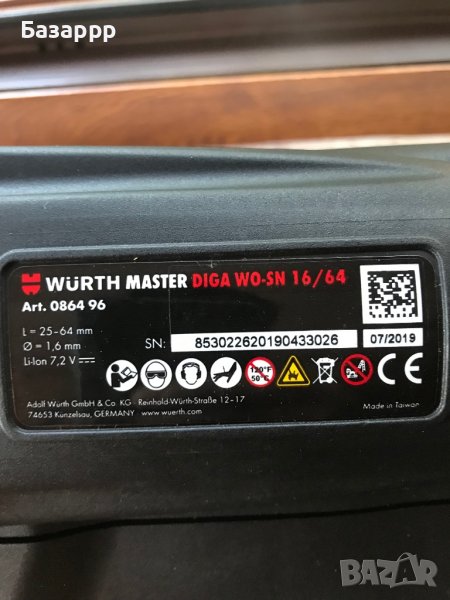 Базаррр
WÜRTH MASTER DIGA WO-SN 16/64
Art. 0864 96
L = 25-64 mm
Ø = 1,6 mm
Li-Ion 7,2 V
SN: 853022620190433026 07/2019
120°F
50°C
CE
Adolf Würth GmbH & Co. KG · Reinhold-Würth-Straße 12-17
74653 Künzelsau, GERMANY www.wuerth.com
Made in Taiwan
BAZAR